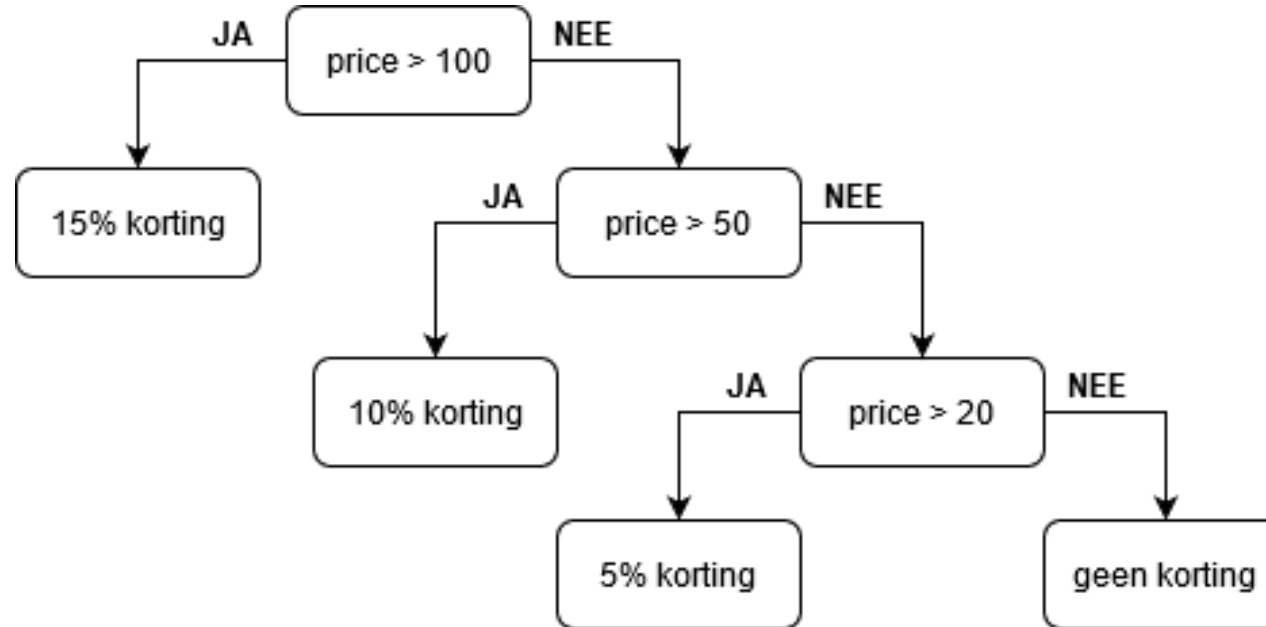 JA
price > 100
NEE
15% korting
JA
price > 50
NEE
10% korting
JA
price > 20
NEE
5% korting
geen korting